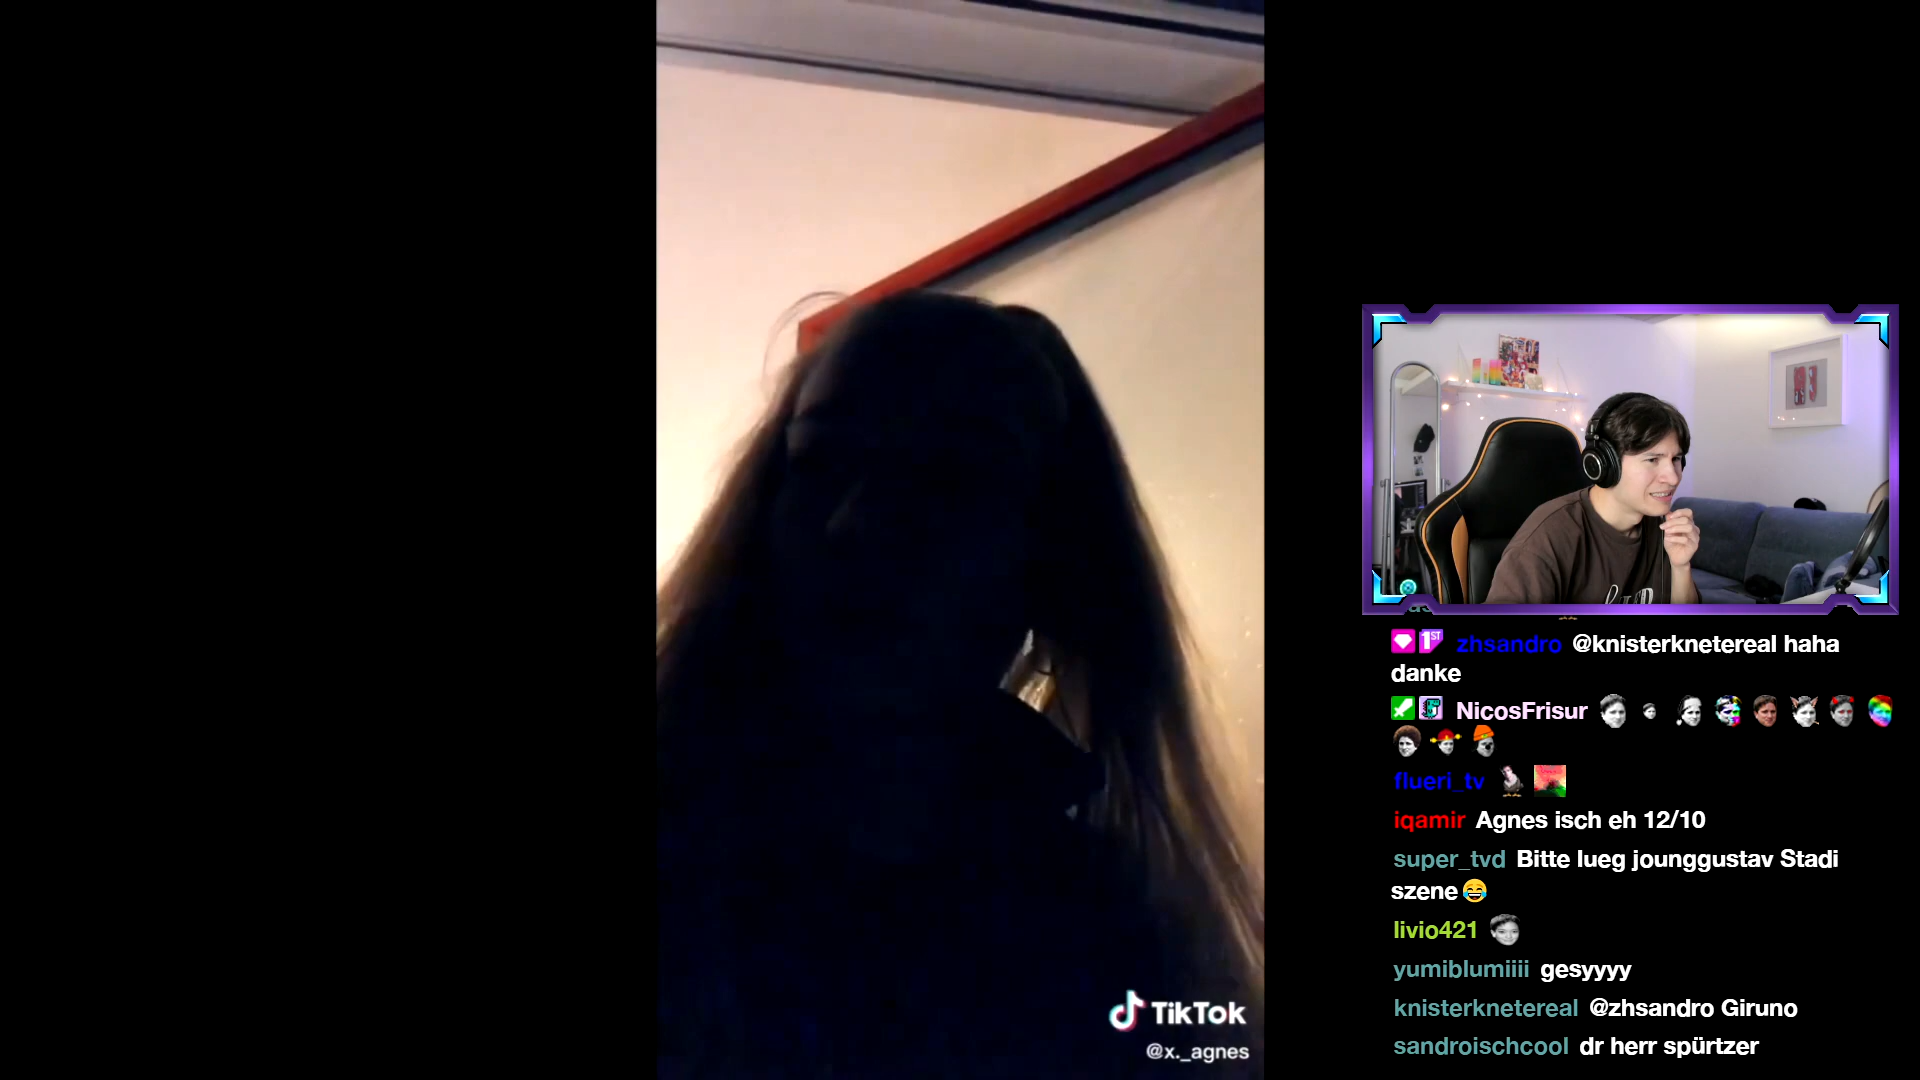 TikTok
@x._agnes
zhsandro @knisterknetereal haha
danke
NicosFrisur
flueri_tv
iqamir Agnes isch eh 12/10
super_tvd Bitte lueg jounggustav Stadi
szene😂
livio421
yumiblumiiii gesyyyy
knisterknetereal @zhsandro Giruno
sandroischcool dr herr spürtzer